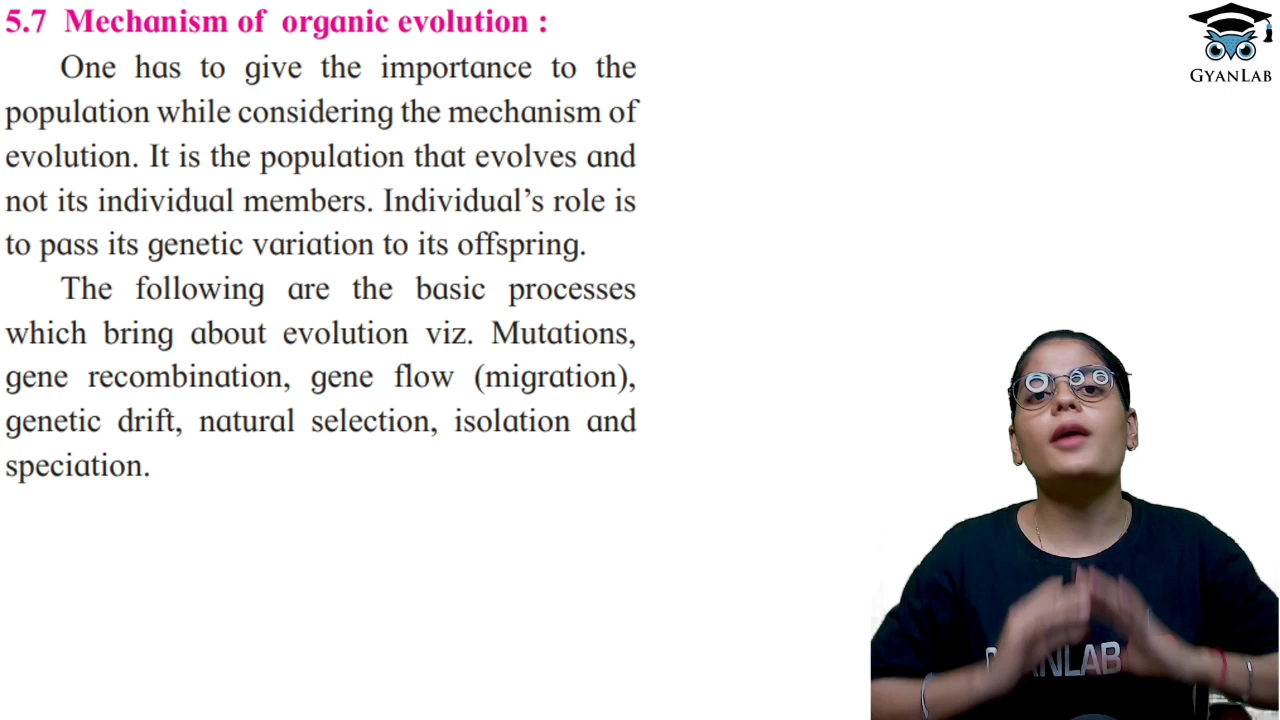 5.7 Mechanism of organic evolution :
One has to give the importance to the
population while considering the mechanism of
evolution. It is the population that evolves and
not its individual members. Individual's role is
to pass its genetic variation to its offspring.
The following are the basic processes
which bring about evolution viz. Mutations,
gene recombination, gene flow (migration),
genetic drift, natural selection, isolation and
speciation.
GYANLAB